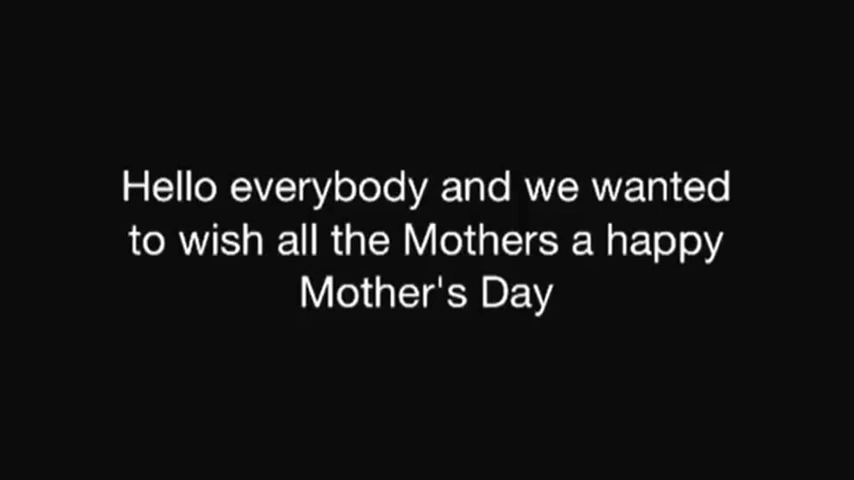 Hello everybody and we wanted
to wish all the Mothers a happy
Mother's Day